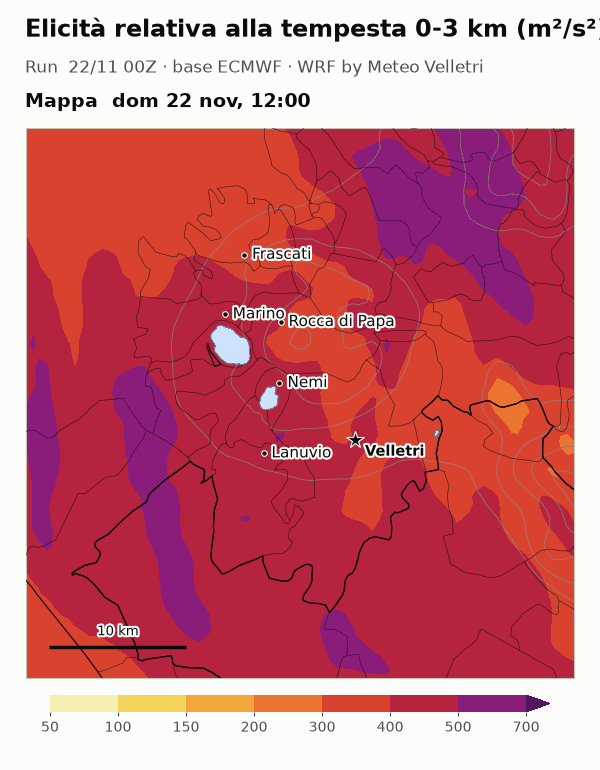 Elicità relativa alla tempesta 0-3 km (m²/s²)
Run  22/11 00Z · base ECMWF · WRF by Meteo Velletri
Mappa  dom 22 nov, 12:00
Frascati
Marino
Rocca di Papa
Nemi
Velletri
Lanuvio
10 km
50 100 150 200 300 400 500 700